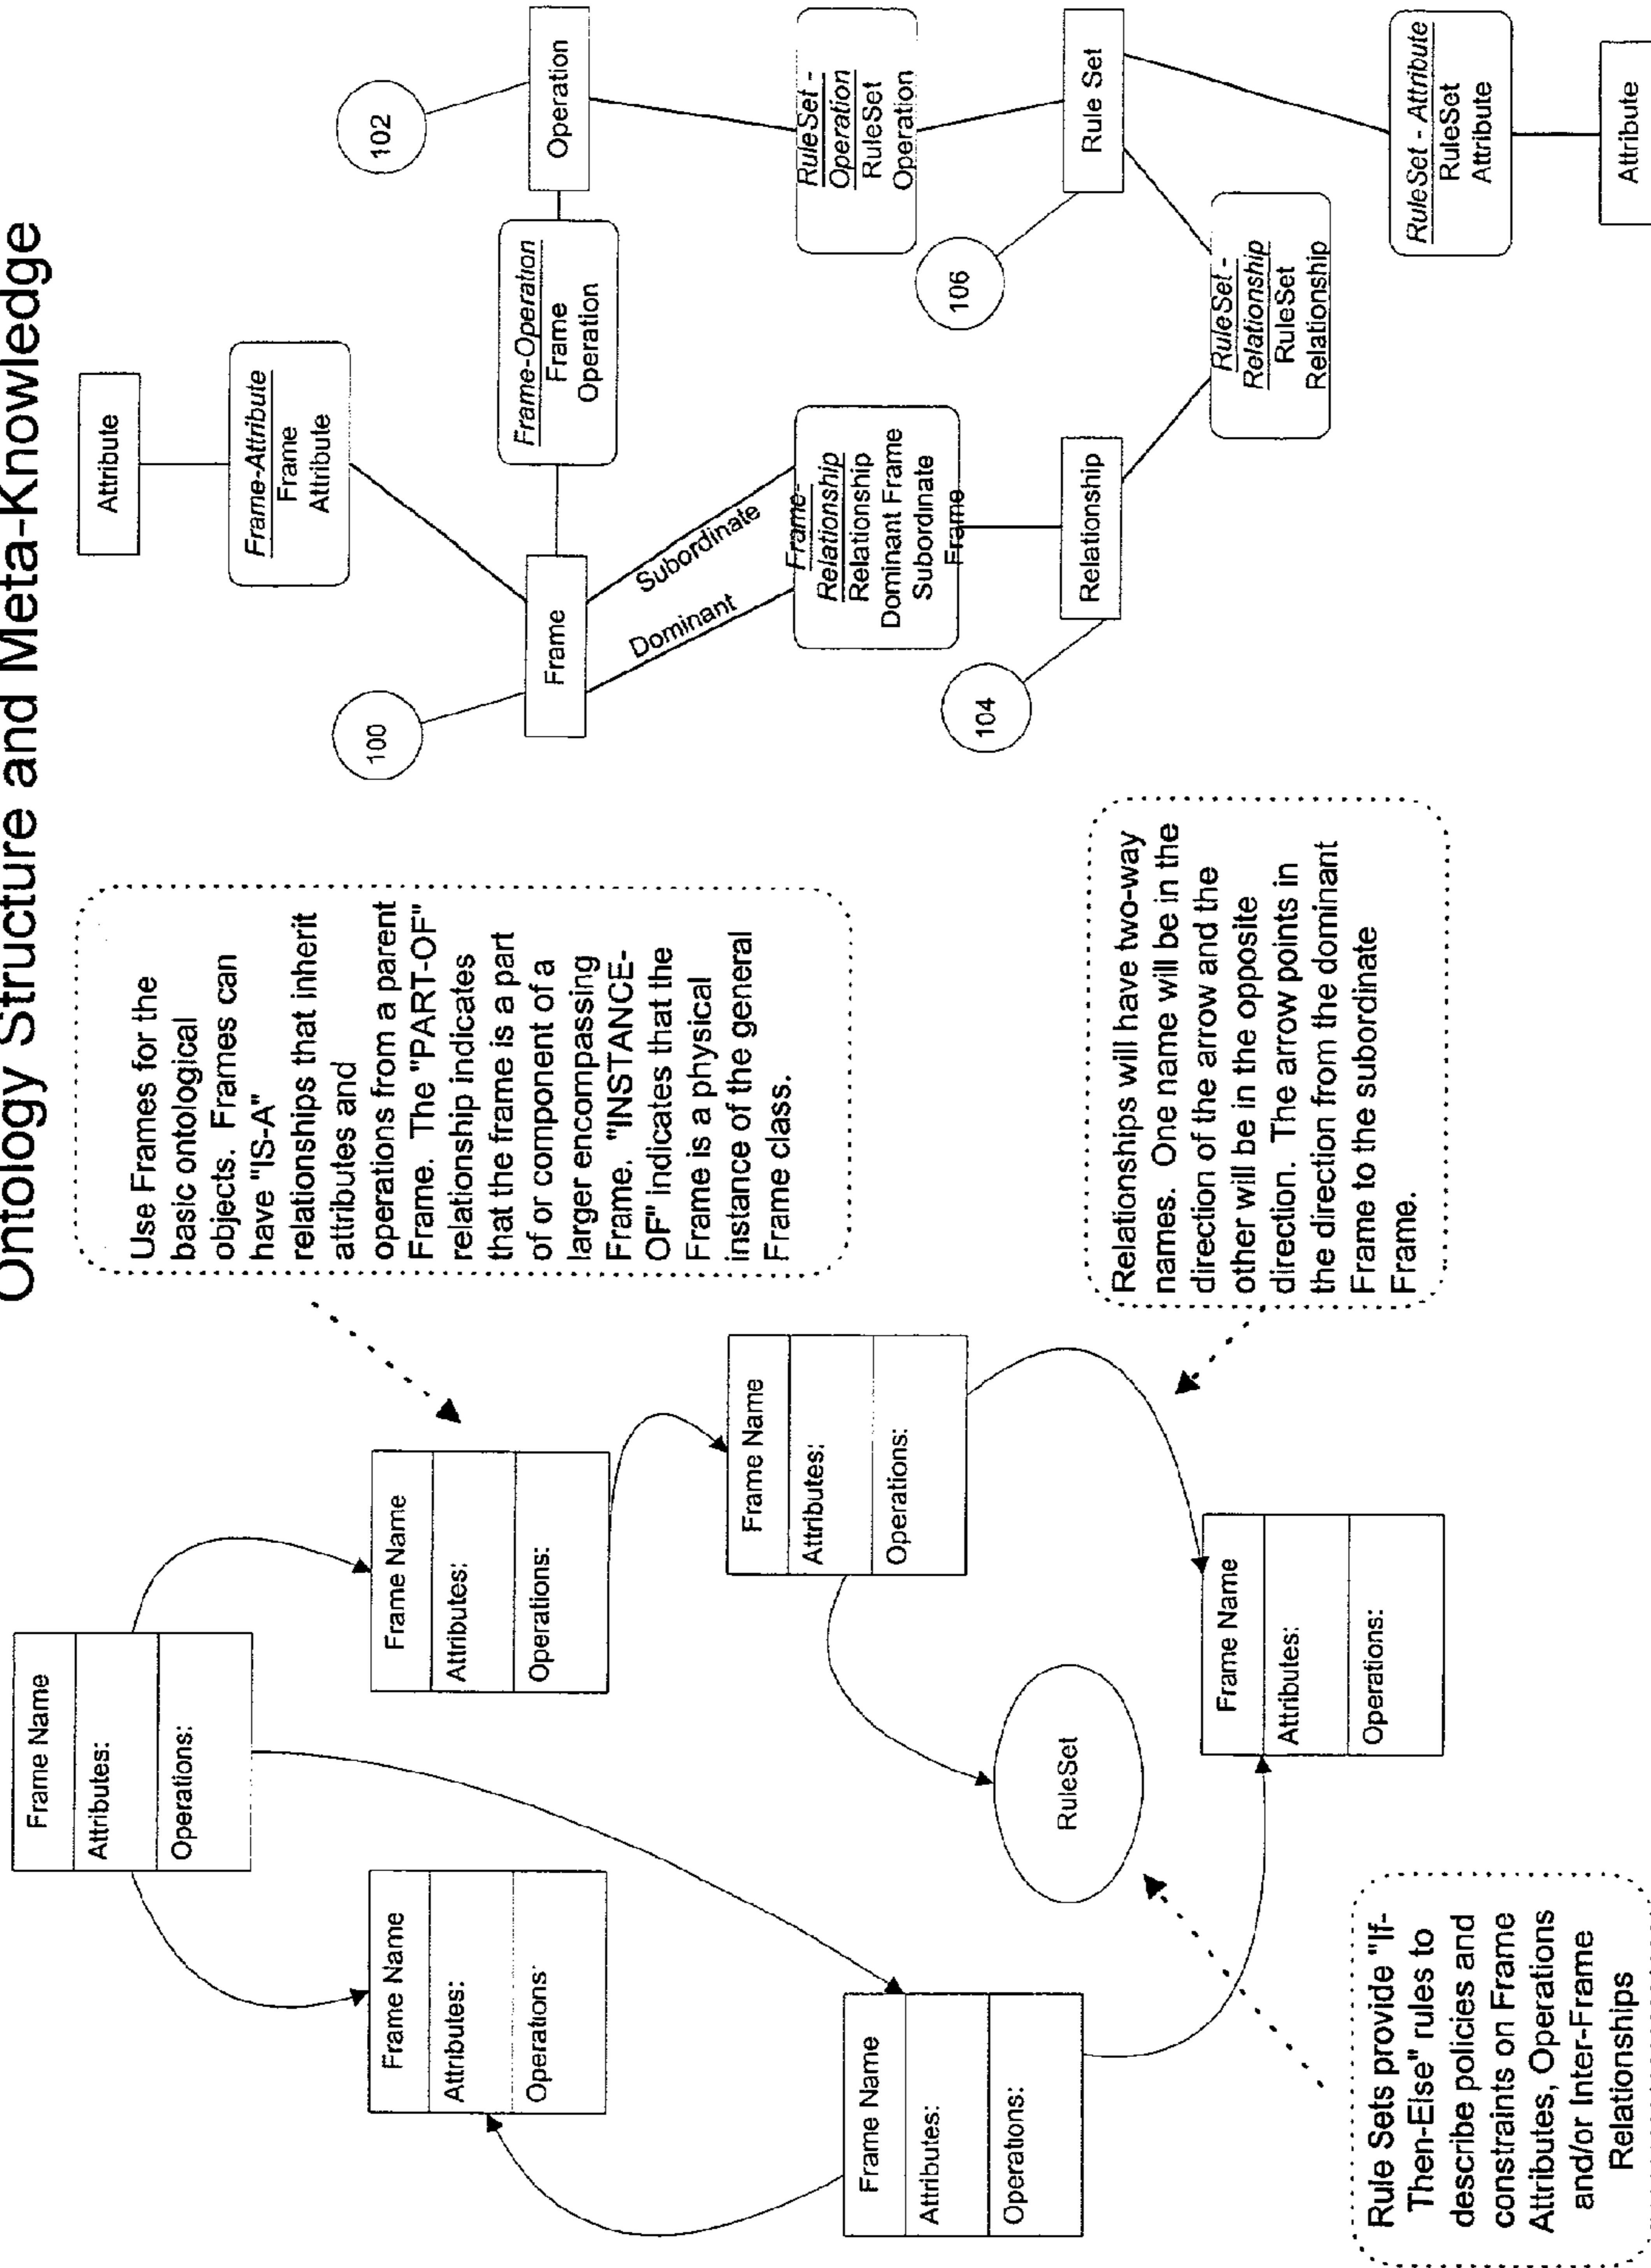 Ontology Structure and Meta-Knowledge
Frame Name
Attributes:
Operations:
Frame Name
Attributes:
Operations:
Frame Name
Attributes:
Operations:
Frame Name
Attributes:
Operations:
Frame Name
Attributes:
Operations:
Frame Name
Attributes:
Operations:
RuleSet
Rule Sets provide "If-
Then-Else" rules to
describe policies and
constraints on Frame
Attributes, Operations
and/or Inter-Frame
Relationships
Use Frames for the
basic ontological
objects. Frames can
have "IS-A"
relationships that inherit
attributes and
operations from a parent
Frame. The "PART-OF"
relationship indicates
that the frame is a part
of or component of a
larger encompassing
Frame. "INSTANCE-
OF" indicates that the
Frame is a physical
instance of the general
Frame class.
Relationships will have two-way
names. One name will be in the
direction of the arrow and the
other will be in the opposite
direction. The arrow points in
the direction from the dominant
Frame to the subordinate
Frame.
Attribute
Frame-Attribute
Frame
Attribute
100
102
Frame
Frame-Operation
Frame
Operation
Operation
Dominant
Subordinate
Frame-
Relationship
Relationship
Dominant Frame
Subordinate
Frame
RuleSet -
Operation
RuleSet
Operation
104
106
Relationship
Rule Set
RuleSet -
Relationship
RuleSet
Relationship
RuleSet - Attribute
RuleSet
Attribute
Attribute